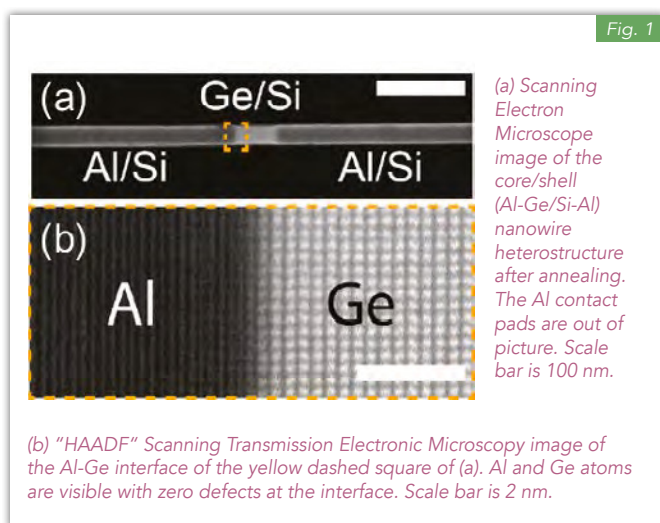 Fig. 1
(a)
Ge/Si
Al/Si
Al/Si
(b)
Al
Ge
(a) Scanning
Electron
Microscope
image of the
core/shell
(Al-Ge/Si-Al)
nanowire
heterostructure
after annealing.
The Al contact
pads are out of
picture. Scale
bar is 100 nm.
(b) “HAADF“ Scanning Transmission Electronic Microscopy image of
the Al-Ge interface of the yellow dashed square of (a). Al and Ge atoms
are visible with zero defects at the interface. Scale bar is 2 nm.